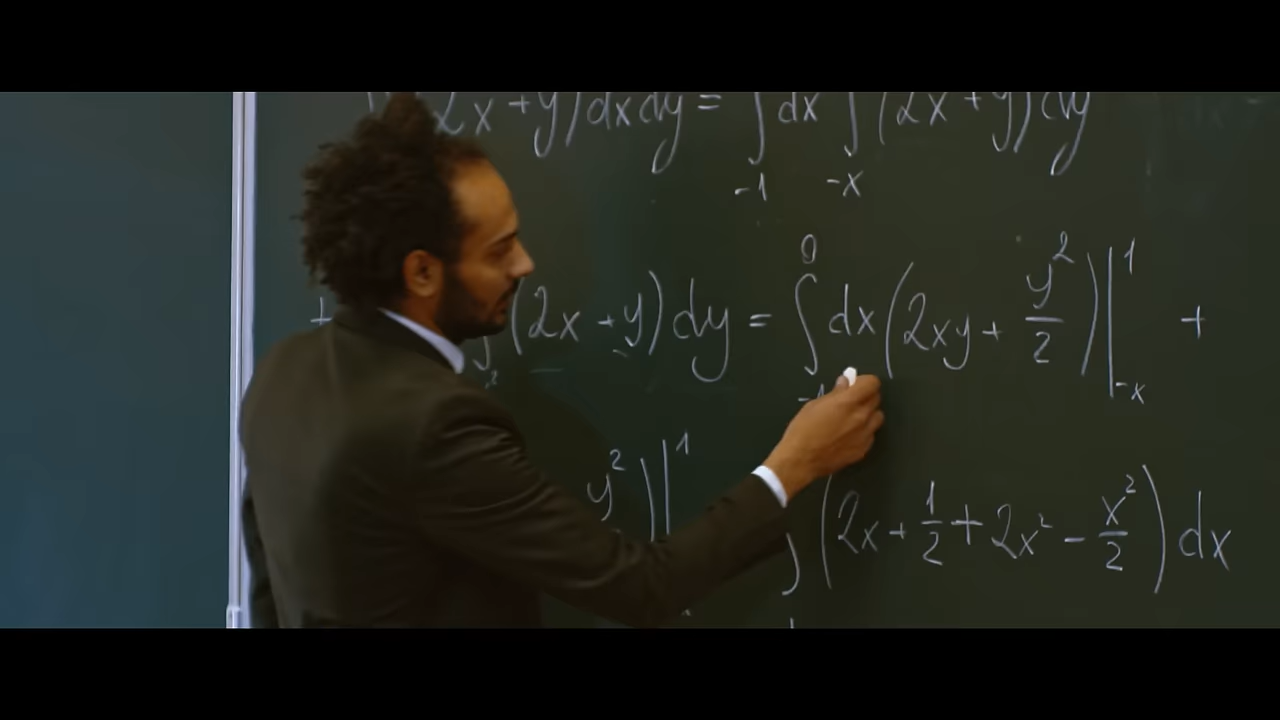 2x + y) dx dy = ∫_{-1} dx ∫_{-x} (2x + y) dy
+ ∫ (2x + y) dy = ∫_{-1}^{0} dx (2xy + y²/2) |_{-x}^{1} +
y² ) |^{1} ∫ (2x + 1/2 + 2x² - x²/2) dx